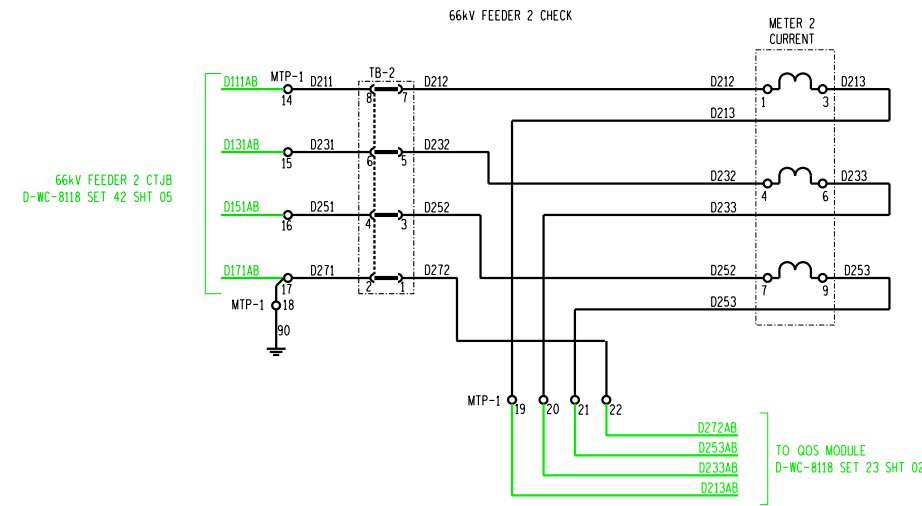 66kV FEEDER 2 CHECK
METER 2
CURRENT
D111AB MTP-1 D211 TB-2 D212 D212 D213
14 8 7 1 3
D213
D131AB D231 D232
15 6 5
D232 D233
66kV FEEDER 2 CTJB
D-WC-8118 SET 42 SHT 05
4 6
D151AB D251 D252 D233
16 4 3
D171AB D271 D272 D252 D253
17 2 1 7 9
MTP-1 18 D253
90
MTP-1 19 20 21 22
D272AB
D253AB
D233AB
D213AB
TO QOS MODULE
D-WC-8118 SET 23 SHT 02